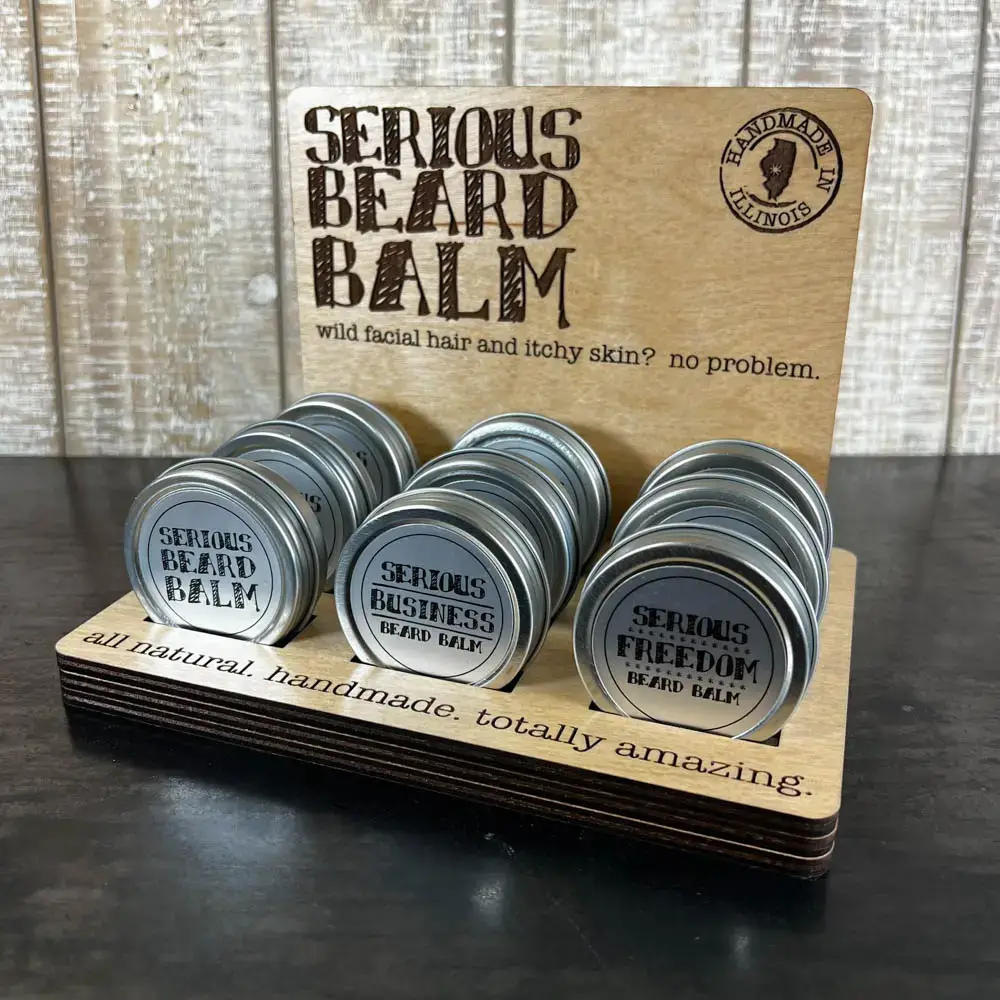 SERIOUS
BEARD
BALM
wild facial hair and itchy skin? no problem.
HANDMADE IN
ILLINOIS
SERIOUS
BEARD
BALM
SERIOUS
BUSINESS
BEARD BALM
SERIOUS
FREEDOM
BEARD BALM
all natural. handmade. totally amazing.